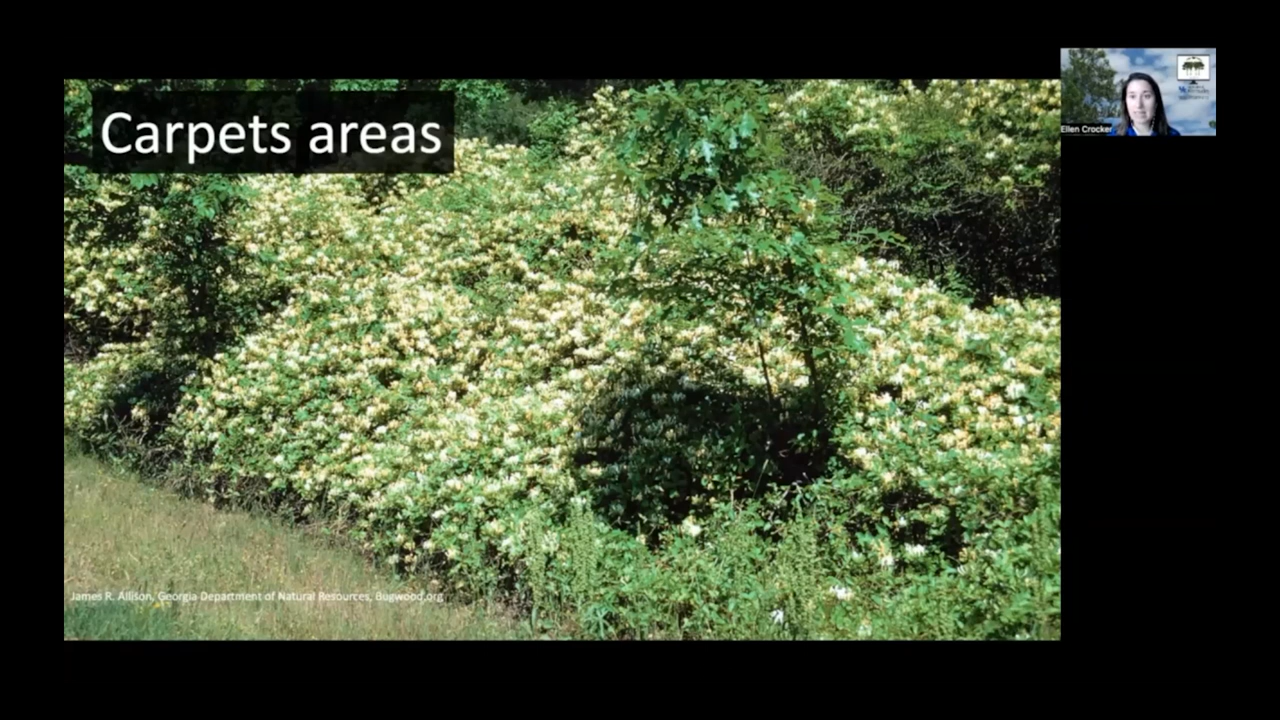 Carpets areas
Ellen Crocker
James R. Allison, Georgia Department of Natural Resources, Bugwood.org